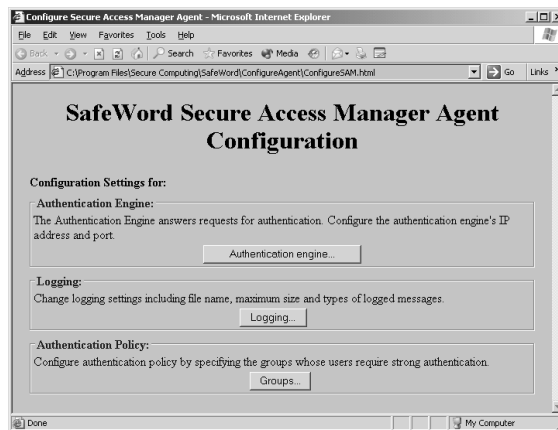 Configure Secure Access Manager Agent - Microsoft Internet Explorer
File Edit View Favorites Tools Help
Back Search Favorites Media
Address C:\Program Files\Secure Computing\SafeWord\ConfigureAgent\ConfigureSAM.html Go Links
SafeWord Secure Access Manager Agent
Configuration
Configuration Settings for:
Authentication Engine:
The Authentication Engine answers requests for authentication. Configure the authentication engine's IP
address and port.
Authentication engine...
Logging:
Change logging settings including file name, maximum size and types of logged messages.
Logging...
Authentication Policy:
Configure authentication policy by specifying the groups whose users require strong authentication.
Groups...
Done My Computer